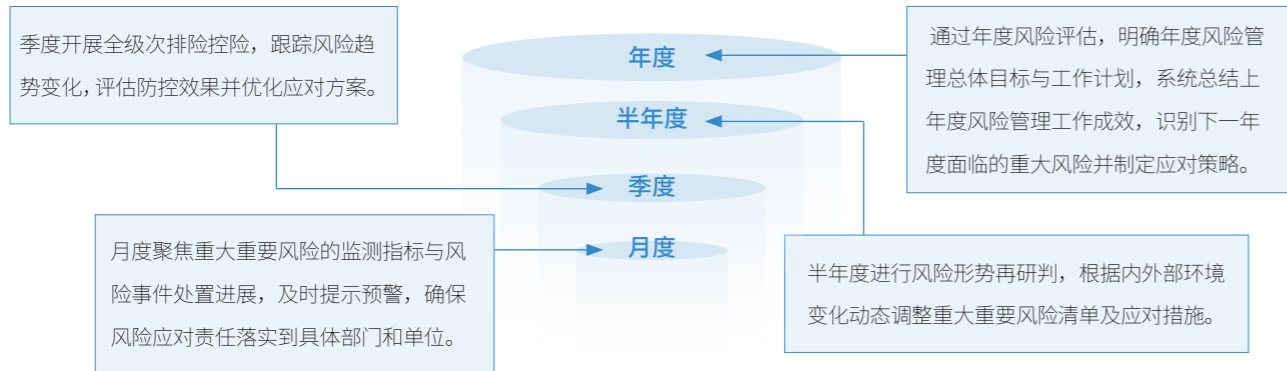 季度开展全级次排险控险，跟踪风险趋
势变化，评估防控效果并优化应对方案。
年度
通过年度风险评估，明确年度风险管
理总体目标与工作计划，系统总结上
年度风险管理工作成效，识别下一年
度面临的重大风险并制定应对策略。
半年度
季度
月度
月度聚焦重大重要风险的监测指标与风
险事件处置进展，及时提示预警，确保
风险应对责任落实到具体部门和单位。
半年度进行风险形势再研判，根据内外部环境
变化动态调整重大重要风险清单及应对措施。